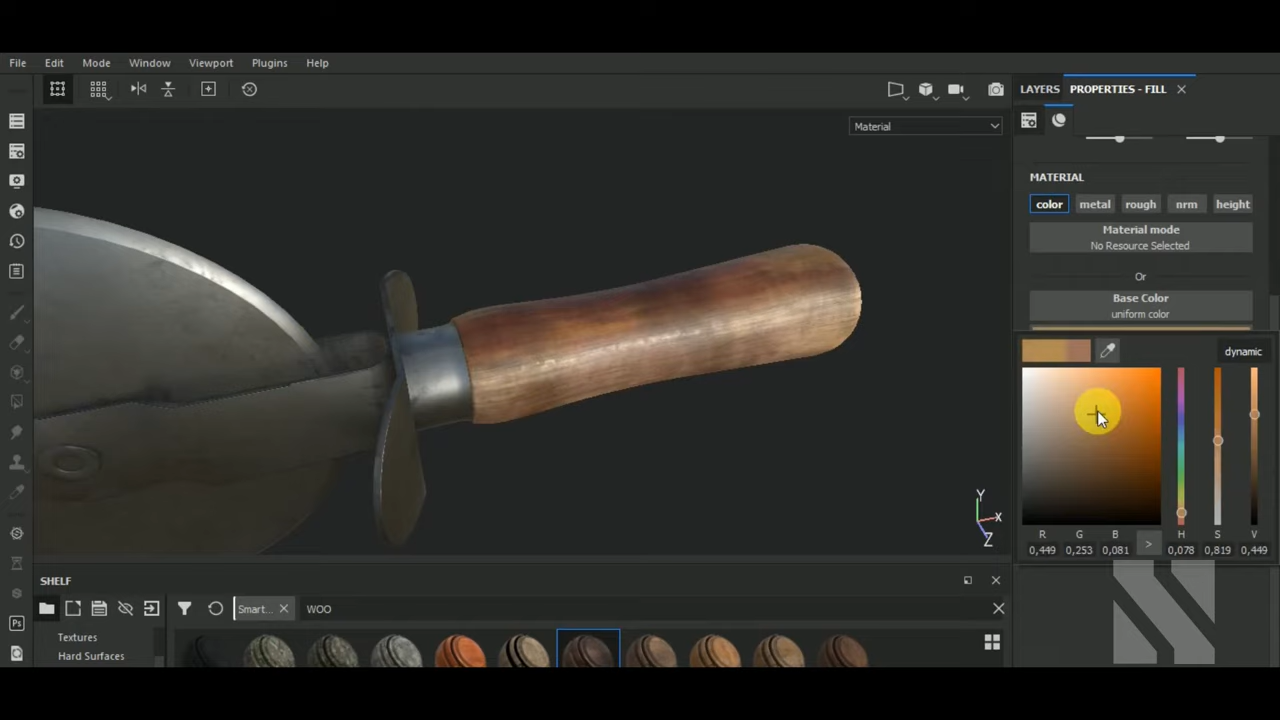 File Edit Mode Window Viewport Plugins Help
LAYERS PROPERTIES - FILL
Material
MATERIAL
color metal rough nrm height
Material mode
No Resource Selected
Or
Base Color
uniform color
dynamic
Y
X
Z
R G B > H S V
0,449 0,253 0,081 0,078 0,819 0,449
SHELF
Smart... WOO
Ps
Textures
Hard Surfaces